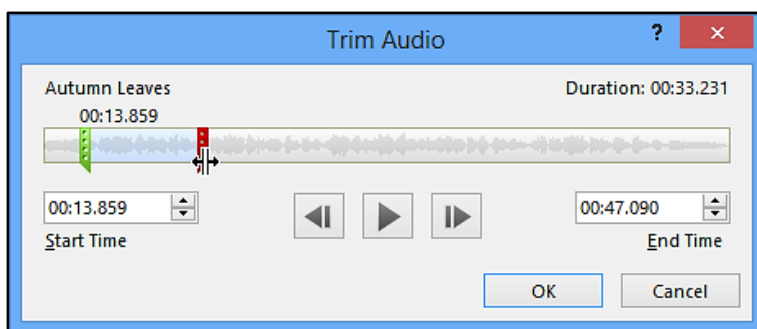 Trim Audio
?
Autumn Leaves
Duration: 00:33.231
00:13.859
00:13.859
00:47.090
Start Time
End Time
OK
Cancel